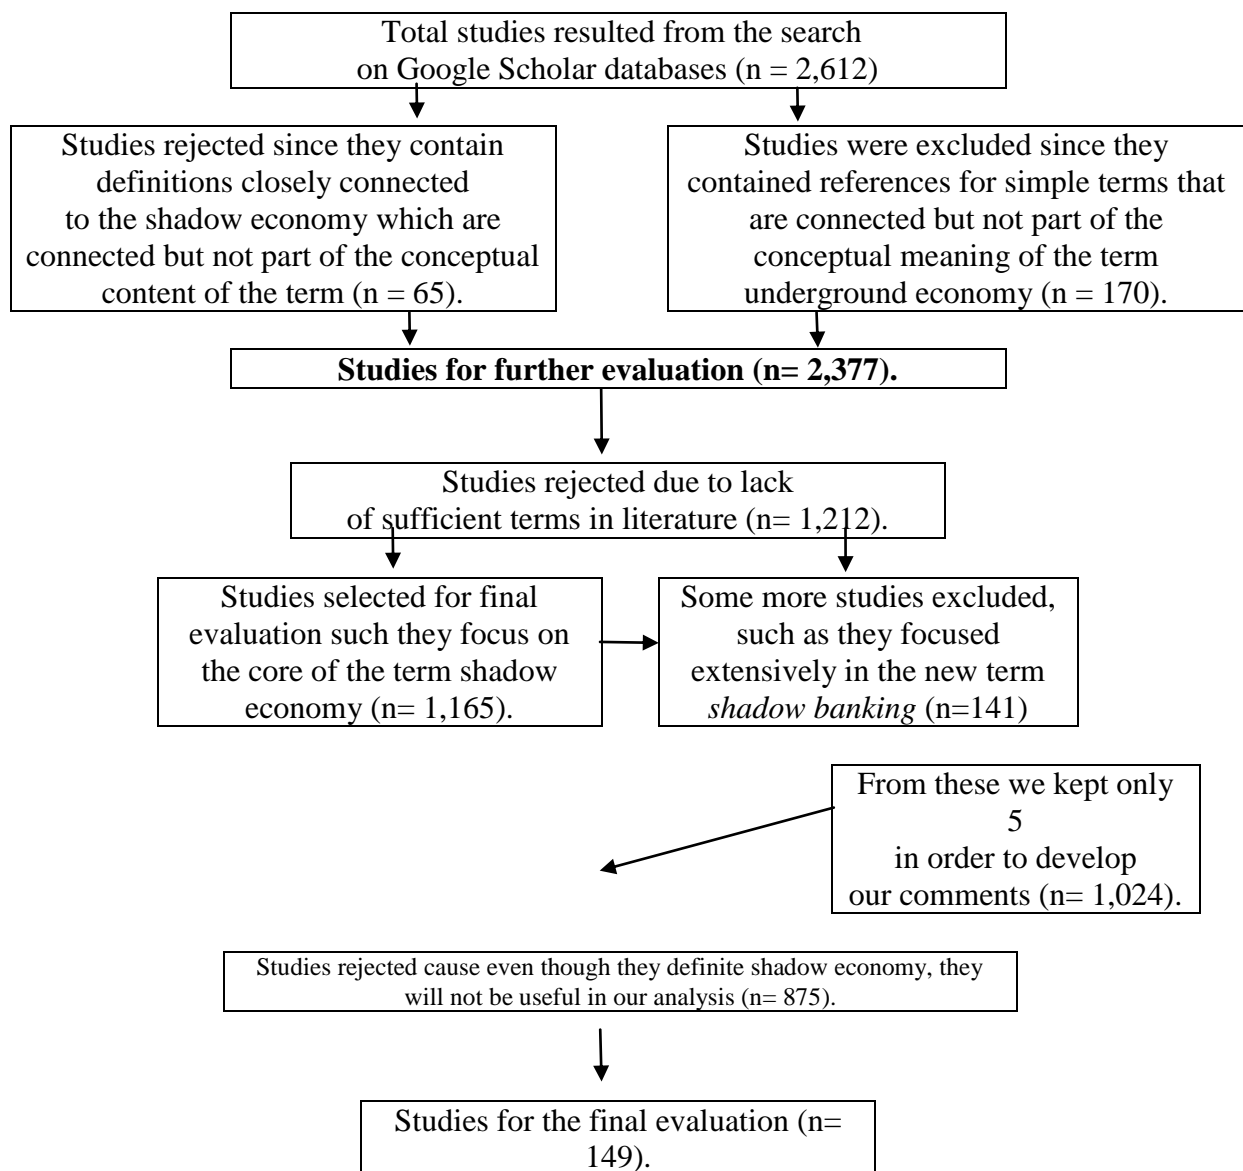 Total studies resulted from the search
on Google Scholar databases (n = 2,612)
Studies rejected since they contain
definitions closely connected
to the shadow economy which are
connected but not part of the conceptual
content of the term (n = 65).
Studies were excluded since they
contained references for simple terms that
are connected but not part of the
conceptual meaning of the term
underground economy (n = 170).
Studies for further evaluation (n= 2,377).
Studies rejected due to lack
of sufficient terms in literature (n= 1,212).
Studies selected for final
evaluation such they focus on
the core of the term shadow
economy (n= 1,165).
Some more studies excluded,
such as they focused
extensively in the new term
shadow banking (n=141)
From these we kept only
5
in order to develop
our comments (n= 1,024).
Studies rejected cause even though they definite shadow economy, they
will not be useful in our analysis (n= 875).
Studies for the final evaluation (n=
149).